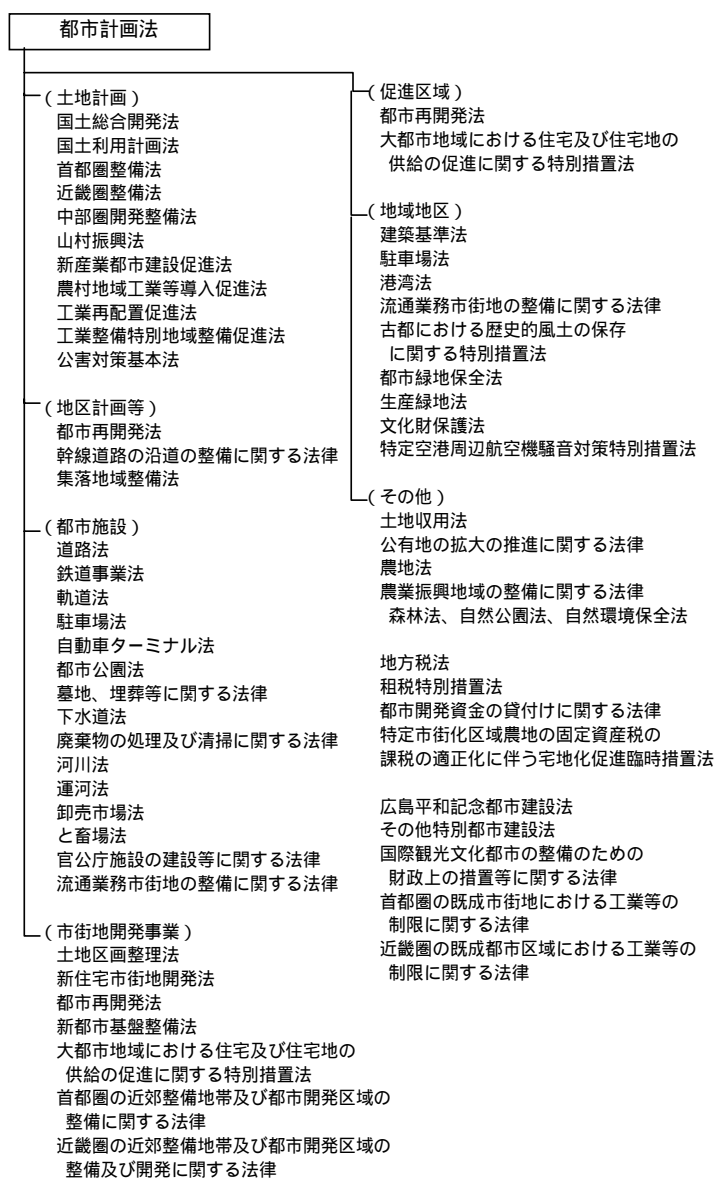 都市計画法
(土地計画)
国土総合開発法
国土利用計画法
首都圏整備法
近畿圏整備法
中部圏開発整備法
山村振興法
新産業都市建設促進法
農村地域工業等導入促進法
工業再配置促進法
工業整備特別地域整備促進法
公害対策基本法
(地区計画等)
都市再開発法
幹線道路の沿道の整備に関する法律
集落地域整備法
(都市施設)
道路法
鉄道事業法
軌道法
駐車場法
自動車ターミナル法
都市公園法
墓地、埋葬等に関する法律
下水道法
廃棄物の処理及び清掃に関する法律
河川法
運河法
卸売市場法
と畜場法
官公庁施設の建設等に関する法律
流通業務市街地の整備に関する法律
(市街地開発事業)
土地区画整理法
新住宅市街地開発法
都市再開発法
新都市基盤整備法
大都市地域における住宅及び住宅地の
供給の促進に関する特別措置法
首都圏の近郊整備地帯及び都市開発区域の
整備に関する法律
近畿圏の近郊整備地帯及び都市開発区域の
整備及び開発に関する法律
(促進区域)
都市再開発法
大都市地域における住宅及び住宅地の
供給の促進に関する特別措置法
(地域地区)
建築基準法
駐車場法
港湾法
流通業務市街地の整備に関する法律
古都における歴史的風土の保存
に関する特別措置法
都市緑地保全法
生産緑地法
文化財保護法
特定空港周辺航空機騒音対策特別措置法
(その他)
土地収用法
公有地の拡大の推進に関する法律
農地法
農業振興地域の整備に関する法律
森林法、自然公園法、自然環境保全法
地方税法
租税特別措置法
都市開発資金の貸付けに関する法律
特定市街化区域農地の固定資産税の
課税の適正化に伴う宅地化促進臨時措置法
広島平和記念都市建設法
その他特別都市建設法
国際観光文化都市の整備のための
財政上の措置等に関する法律
首都圏の既成市街地における工業等の
制限に関する法律
近畿圏の既成都市区域における工業等の
制限に関する法律